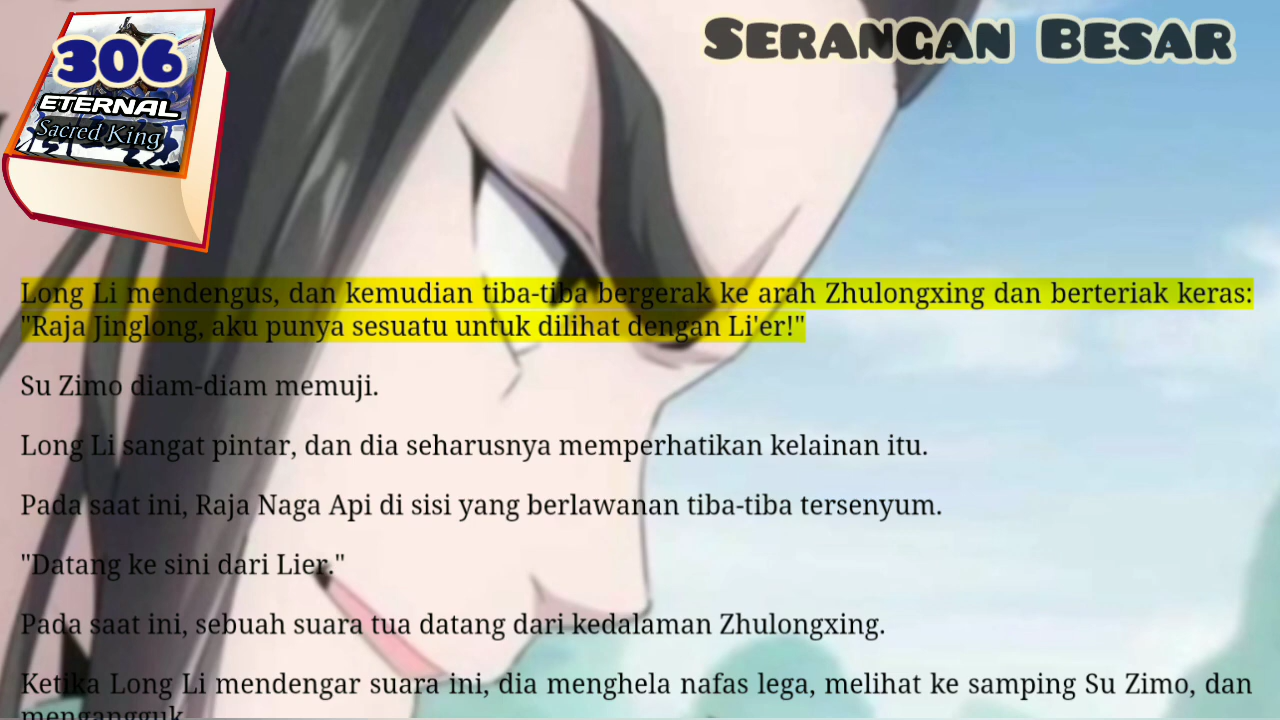 306
ETERNAL
Sacred King
SERANGAN BESAR
Long Li mendengus, dan kemudian tiba-tiba bergerak ke arah Zhulongxing dan berteriak keras:
"Raja Jinglong, aku punya sesuatu untuk dilihat dengan Li'er!"
Su Zimo diam-diam memuji.
Long Li sangat pintar, dan dia seharusnya memperhatikan kelainan itu.
Pada saat ini, Raja Naga Api di sisi yang berlawanan tiba-tiba tersenyum.
"Datang ke sini dari Lier."
Pada saat ini, sebuah suara tua datang dari kedalaman Zhulongxing.
Ketika Long Li mendengar suara ini, dia menghela nafas lega, melihat ke samping Su Zimo, dan
mengangguk.